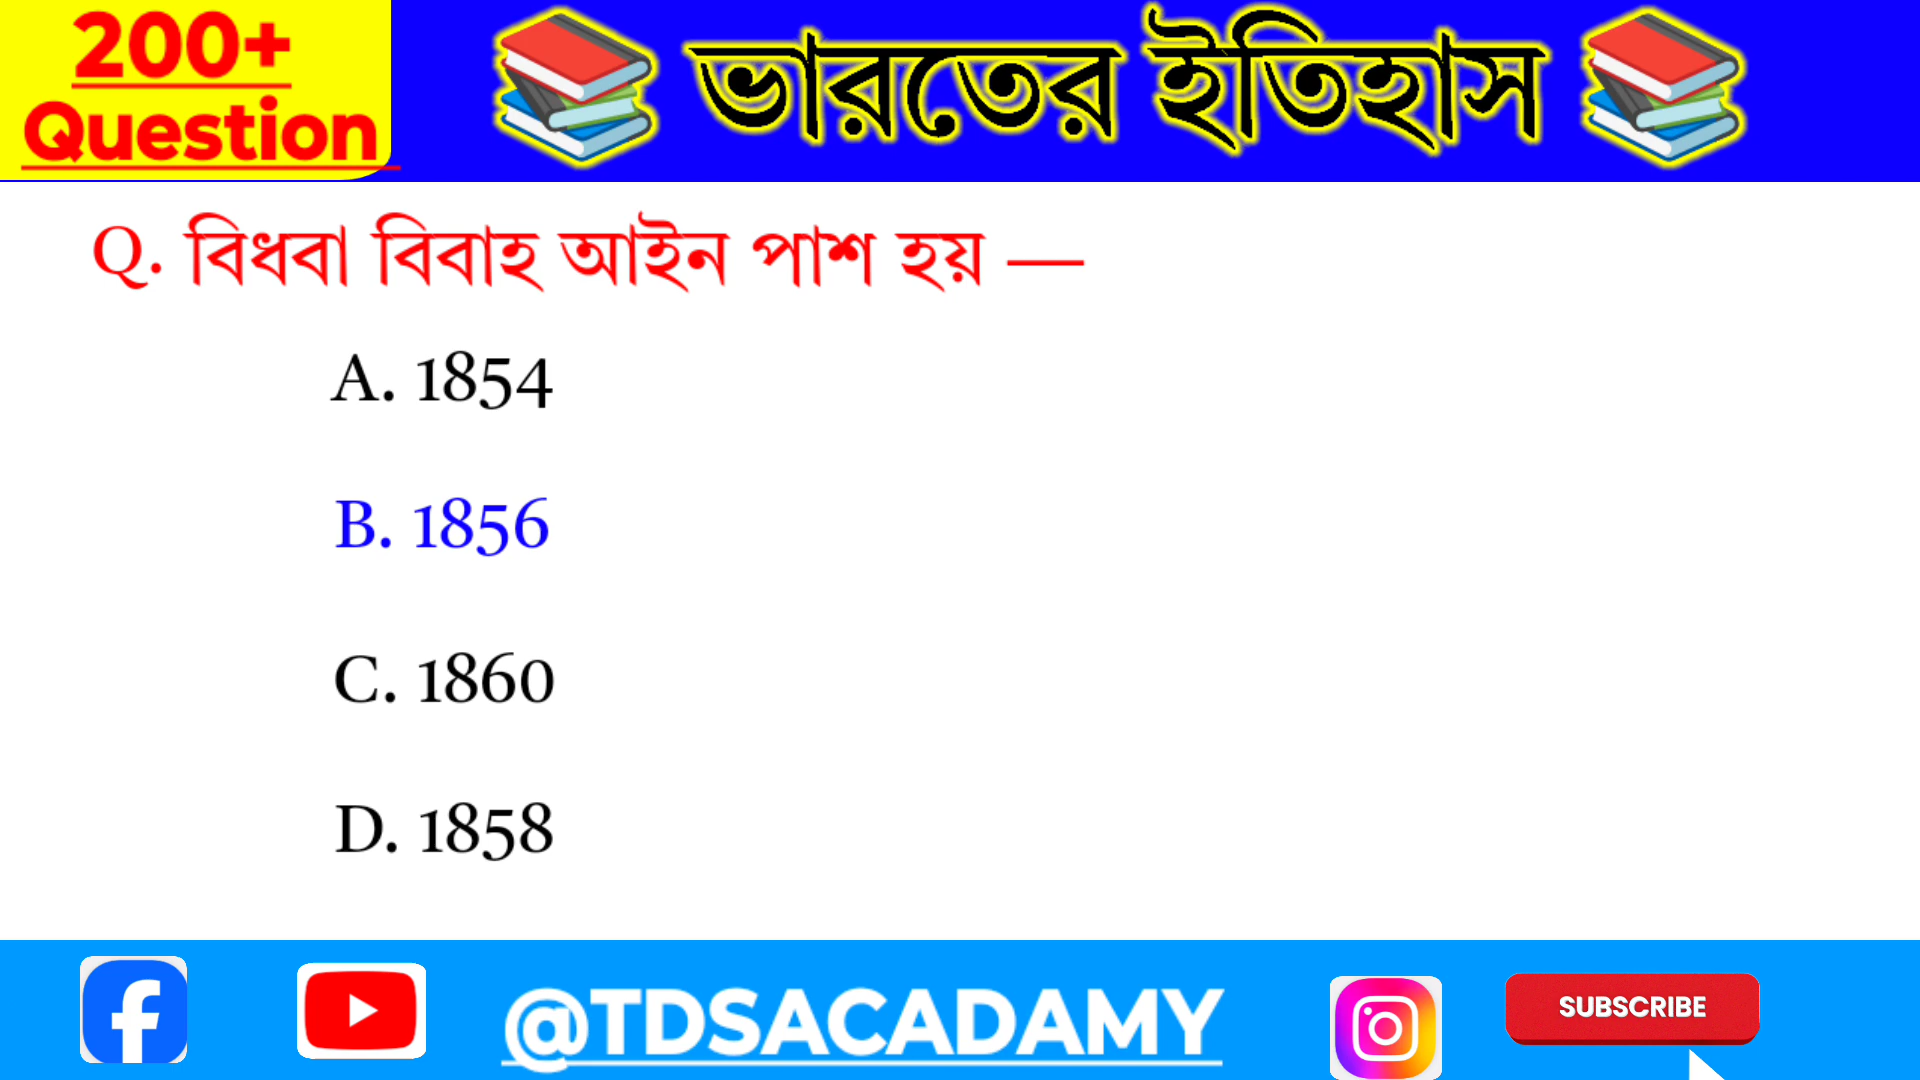 200+
Question
ভারতের ইতিহাস
Q. বিধবা বিবাহ আইন পাশ হয় —
A. 1854
B. 1856
C. 1860
D. 1858
@TDSACADAMY
SUBSCRIBE